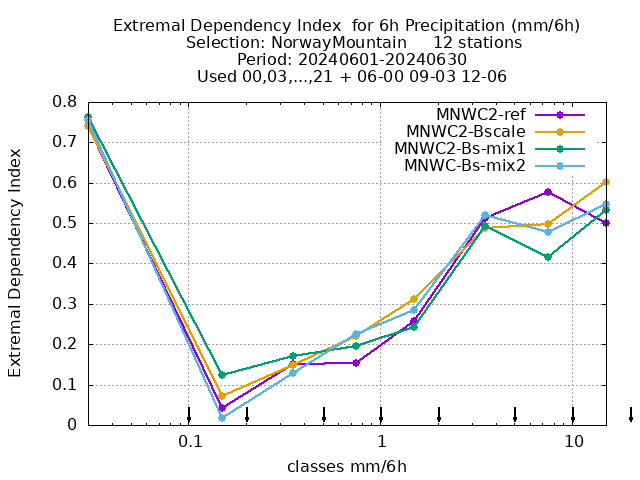 Extremal Dependency Index  for 6h Precipitation (mm/6h)
Selection: NorwayMountain     12 stations
Period: 20240601-20240630
Used 00,03,...,21 + 06-00 09-03 12-06
MNWC2-ref
MNWC2-Bscale
MNWC2-Bs-mix1
MNWC-Bs-mix2
Extremal Dependency Index
0.8
0.7
0.6
0.5
0.4
0.3
0.2
0.1
0
0.1 1 10
classes mm/6h